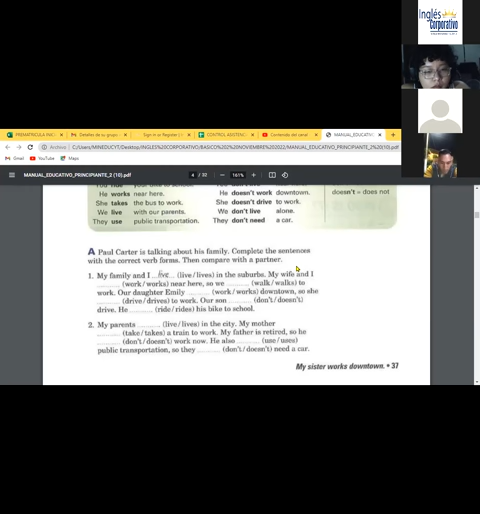 Inglés
Corporativo
PREMATRÍCULA INIC
Detalles de su grupo
Sign in or Register |
CONTROL ASISTENC
Contenido del canal
MANUAL_EDUCATIVO_
Archivo C:/Users/MINEDUCYT/Desktop/INGLES%20CORPORATIVO/BASICO%202%20NOVIEMBRE%202022/MANUAL_EDUCATIVO_PRINCIPIANTE_2%20(10).pdf
Gmail YouTube Maps
MANUAL_EDUCATIVO_PRINCIPIANTE_2 (10).pdf 4 / 32 161%
He works near here. He doesn't work downtown. doesn't = does not
She takes the bus to work. She doesn't drive to work.
We live with our parents. We don't live alone.
They use public transportation. They don't need a car.
A Paul Carter is talking about his family. Complete the sentences
with the correct verb forms. Then compare with a partner.
1. My family and I live (live / lives) in the suburbs. My wife and I
(work / works) near here, so we (walk / walks) to
work. Our daughter Emily (work / works) downtown, so she
(drive / drives) to work. Our son (don't / doesn't)
drive. He (ride / rides) his bike to school.
2. My parents (live / lives) in the city. My mother
(take / takes) a train to work. My father is retired, so he
(don't / doesn't) work now. He also (use / uses)
public transportation, so they (don't / doesn't) need a car.
My sister works downtown. • 37